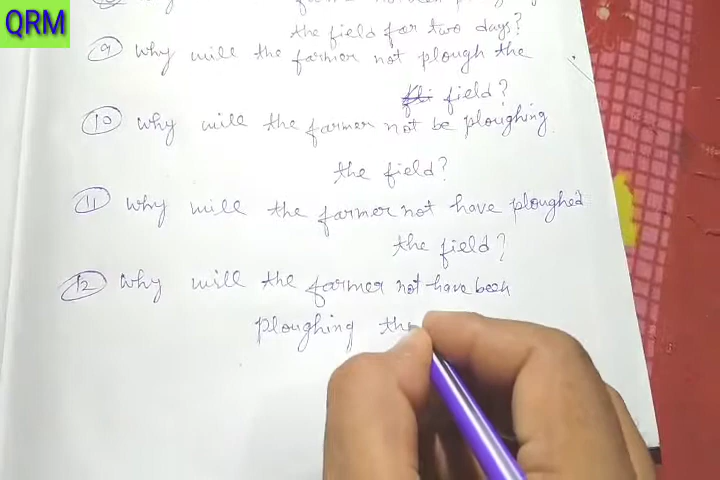 QRM
the field for two days?
9 why will the farmer not plough the
field?
10 why will the farmer not be ploughing
the field?
11 why will the farmer not have ploughed
the field?
12 why will the farmer not have been
ploughing the